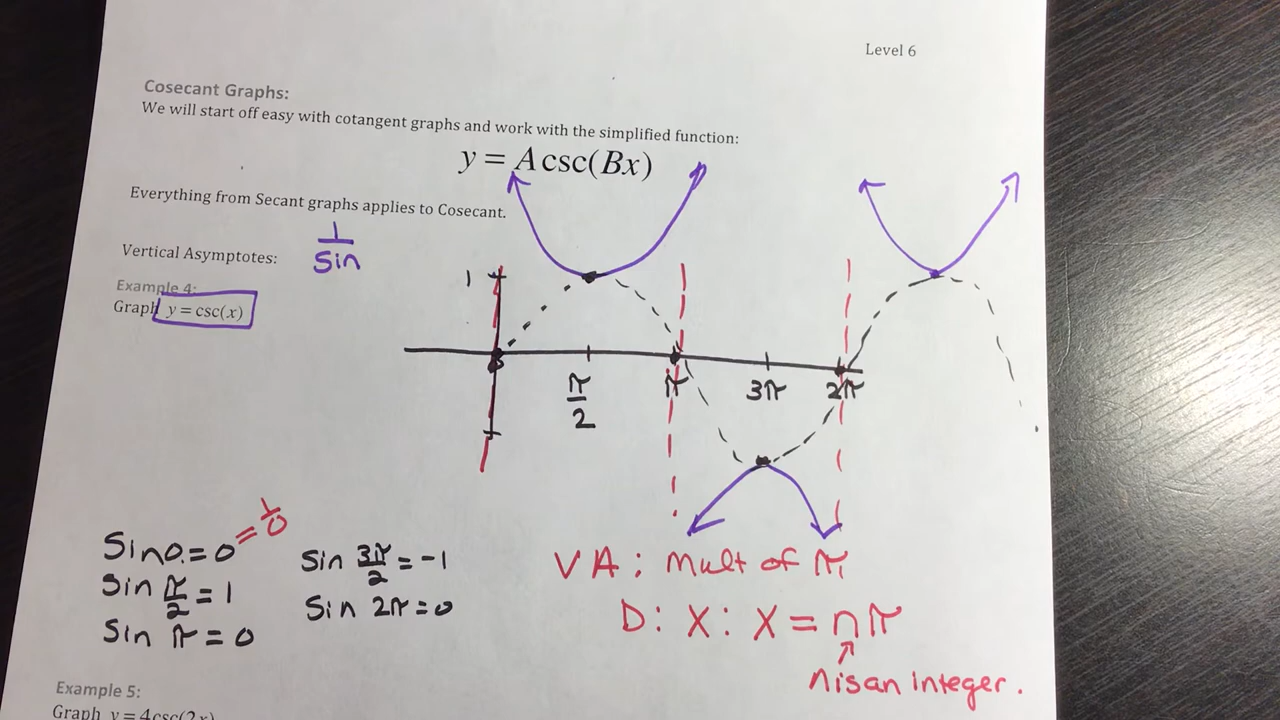 Level 6
Cosecant Graphs:
We will start off easy with cotangent graphs and work with the simplified function:
y = A csc(Bx)
Everything from Secant graphs applies to Cosecant.
Vertical Asymptotes:
1/Sin
Example 4:
Graph y = csc(x)
1
π/2 π 3π 2π
Sin 0 = 0 = 1/0
Sin π/2 = 1
Sin π = 0
Sin 3π/2 = -1
Sin 2π = 0
VA: Mult of π
D: X: X = nπ
n is an integer.
Example 5:
Graph y = 4csc(2x)